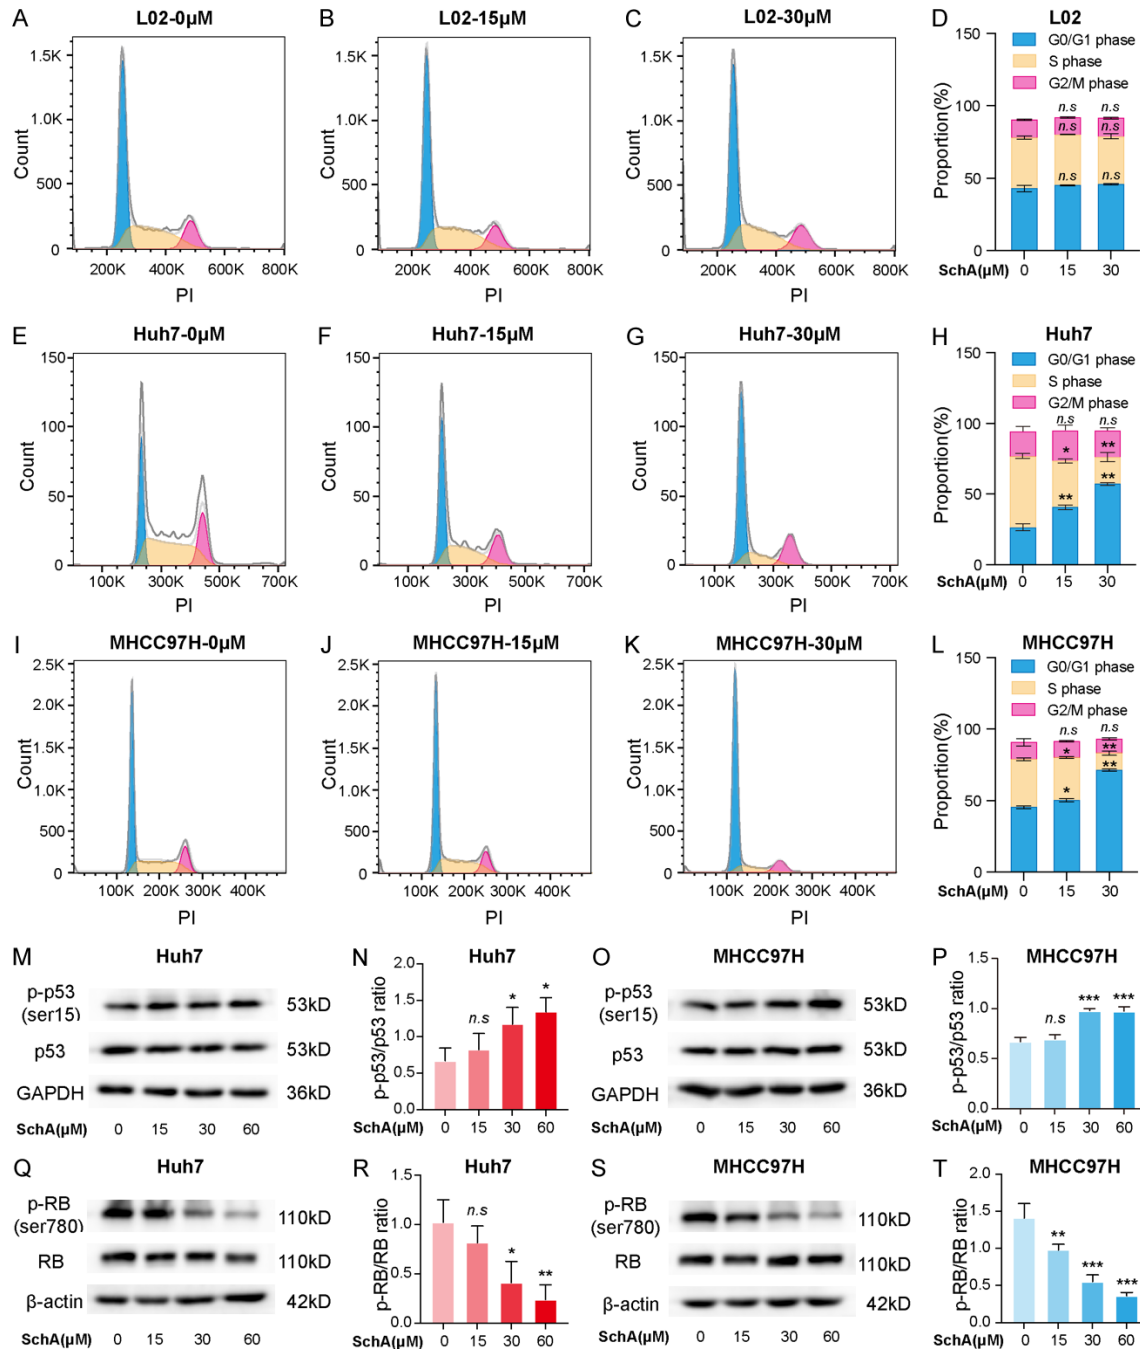 A
L02-0μM
1.5K
1.0K
500
0
Count
200K 400K 600K 800K
PI
B
L02-15μM
1.5K
1.0K
500
0
Count
200K 400K 600K 800K
PI
C
L02-30μM
1.5K
1.0K
500
0
Count
200K 400K 600K 800K
PI
D
L02
G0/G1 phase
S phase
G2/M phase
150
100
50
0
Proportion(%)
n.s n.s
n.s n.s
n.s n.s
SchA(μM) 0 15 30
E
Huh7-0μM
150
100
50
0
Count
100K 300K 500K 700K
PI
F
Huh7-15μM
150
100
50
0
Count
100K 300K 500K 700K
PI
G
Huh7-30μM
150
100
50
0
Count
100K 300K 500K 700K
PI
H
Huh7
G0/G1 phase
S phase
G2/M phase
150
100
50
0
Proportion(%)
n.s n.s
* **
** **
SchA(μM) 0 15 30
I
MHCC97H-0μM
2.5K
2.0K
1.5K
1.0K
500
0
Count
100K 200K 300K 400K
PI
J
MHCC97H-15μM
2.5K
2.0K
1.5K
1.0K
500
0
Count
100K 200K 300K 400K
PI
K
MHCC97H-30μM
2.5K
2.0K
1.5K
1.0K
500
0
Count
100K 200K 300K 400K
PI
L
MHCC97H
G0/G1 phase
S phase
G2/M phase
150
100
50
0
Proportion(%)
n.s n.s
* **
* **
SchA(μM) 0 15 30
M
Huh7
p-p53
(ser15)
53kD
p53
53kD
GAPDH
36kD
SchA(μM) 0 15 30 60
N
Huh7
2.0
1.5
1.0
0.5
0.0
p-p53/p53 ratio
n.s * *
SchA(μM) 0 15 30 60
O
MHCC97H
p-p53
(ser15)
53kD
p53
53kD
GAPDH
36kD
SchA(μM) 0 15 30 60
P
MHCC97H
1.5
1.0
0.5
0.0
p-p53/p53 ratio
n.s *** ***
SchA(μM) 0 15 30 60
Q
Huh7
p-RB
(ser780)
110kD
RB
110kD
β-actin
42kD
SchA(μM) 0 15 30 60
R
Huh7
1.5
1.0
0.5
0.0
p-RB/RB ratio
n.s * **
SchA(μM) 0 15 30 60
S
MHCC97H
p-RB
(ser780)
110kD
RB
110kD
β-actin
42kD
SchA(μM) 0 15 30 60
T
MHCC97H
2.0
1.5
1.0
0.5
0.0
p-RB/RB ratio
** *** ***
SchA(μM) 0 15 30 60